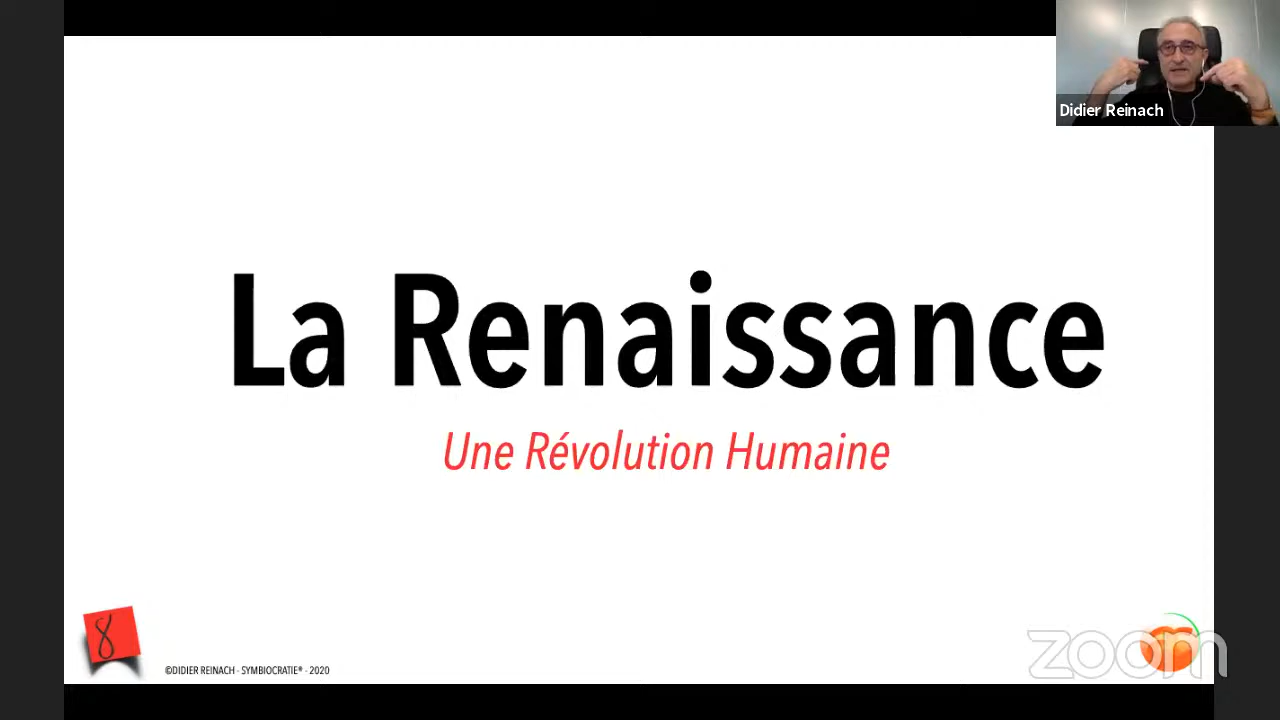 Didier Reinach
La Renaissance
Une Révolution Humaine
8
©DIDIER REINACH - SYMBIOCRATIE® - 2020
zoom